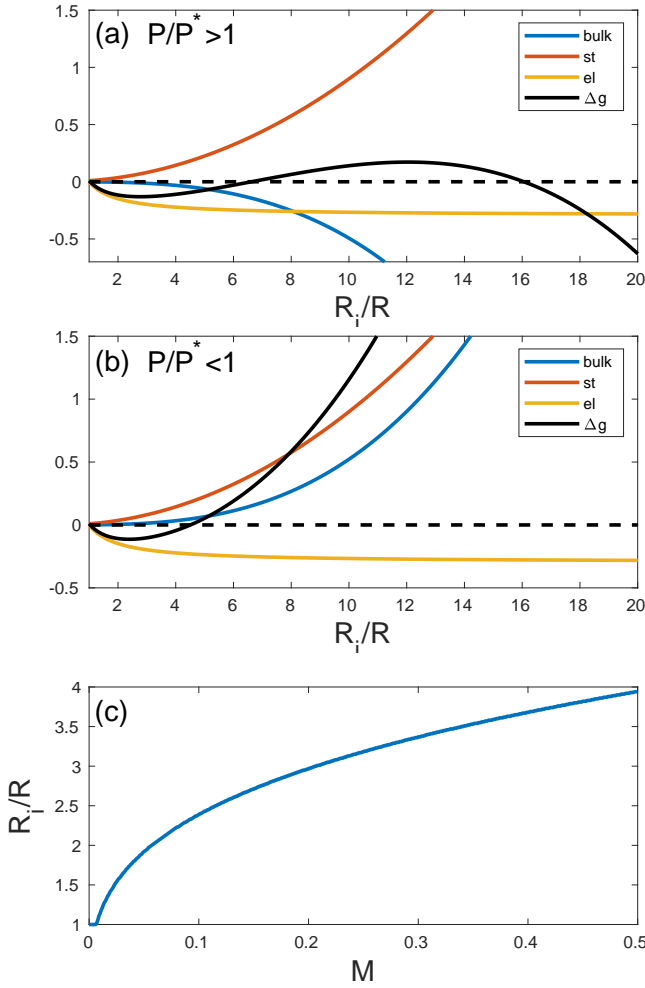 (a) P/P* >1
bulk
st
el
Δg
1.5
1
0.5
0
-0.5
2 4 6 8 10 12 14 16 18 20
R_i/R
(b) P/P* <1
bulk
st
el
Δg
1.5
1
0.5
0
-0.5
2 4 6 8 10 12 14 16 18 20
R_i/R
(c)
4
3.5
3
2.5
2
1.5
1
R_i/R
0 0.1 0.2 0.3 0.4 0.5
M